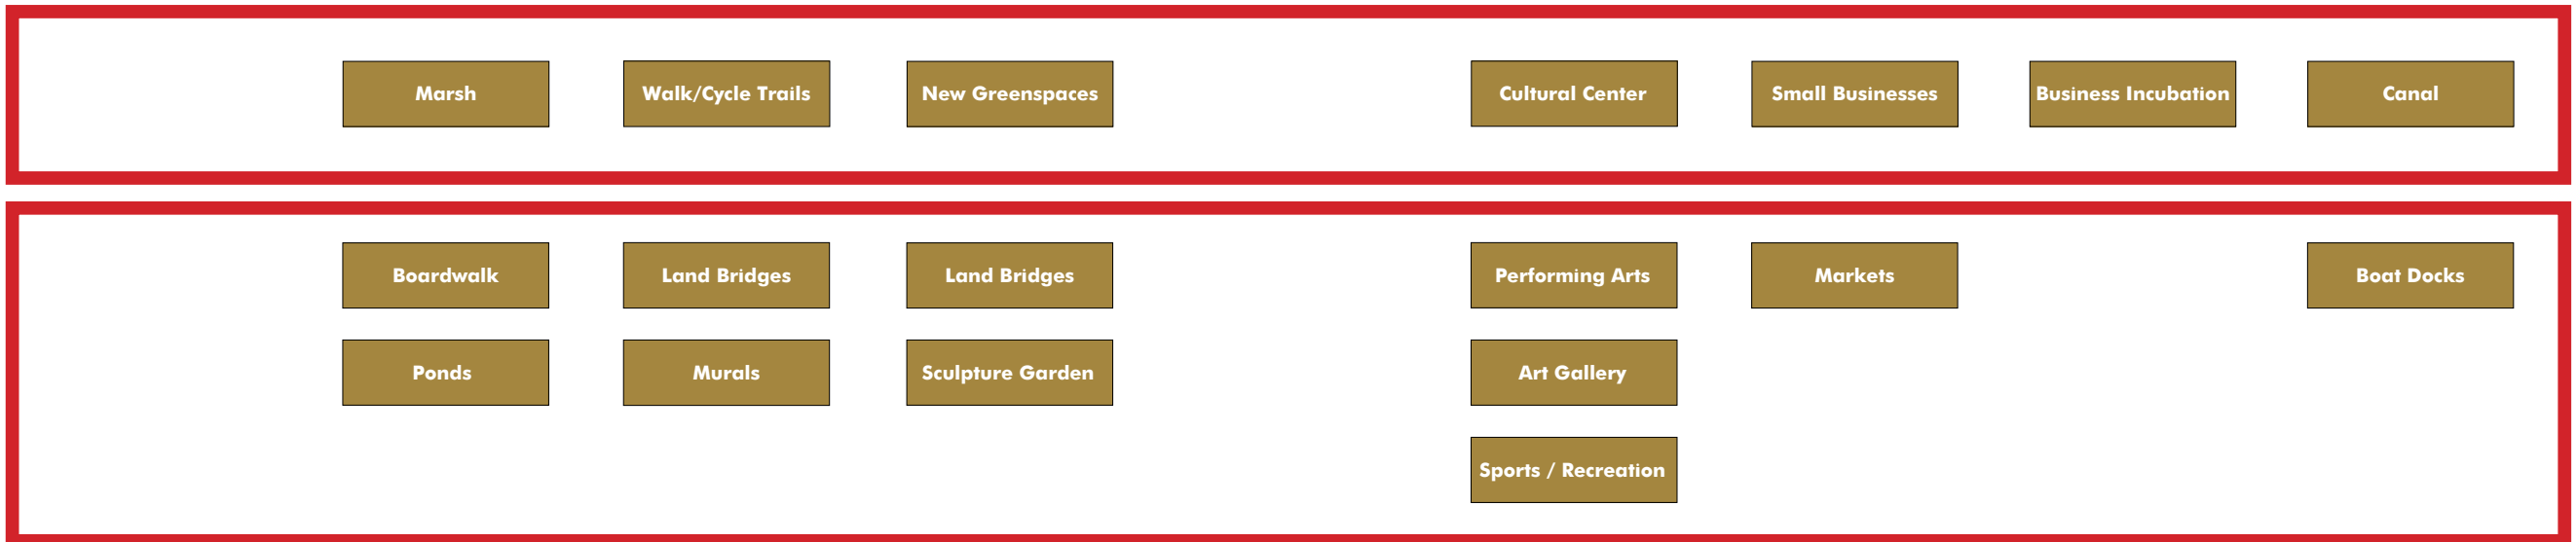 Marsh
Walk/Cycle Trails
New Greenspaces
Cultural Center
Small Businesses
Business Incubation
Canal
Boardwalk
Land Bridges
Land Bridges
Performing Arts
Markets
Boat Docks
Ponds
Murals
Sculpture Garden
Art Gallery
Sports / Recreation